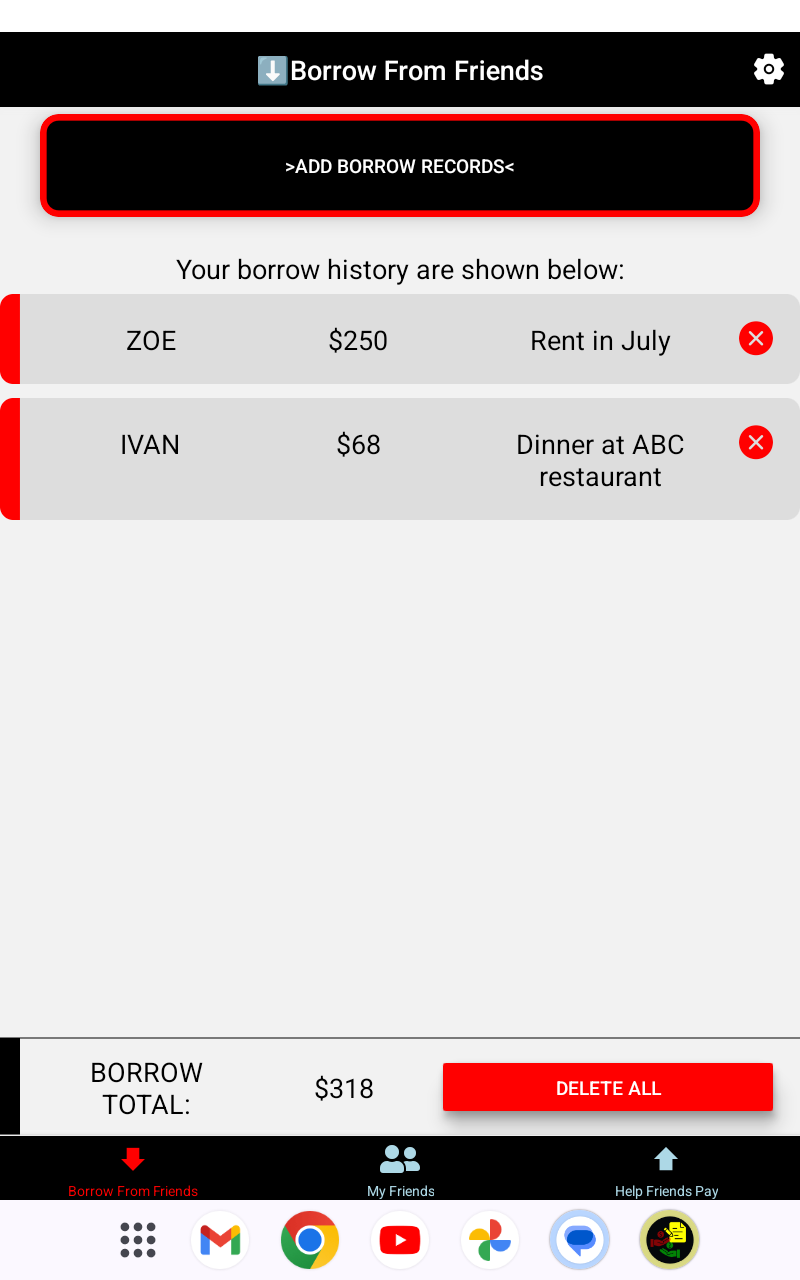 ⬇️Borrow From Friends
>ADD BORROW RECORDS<
Your borrow history are shown below:
ZOE $250 Rent in July
IVAN $68 Dinner at ABC
restaurant
BORROW
TOTAL:
$318
DELETE ALL
Borrow From Friends
My Friends
Help Friends Pay